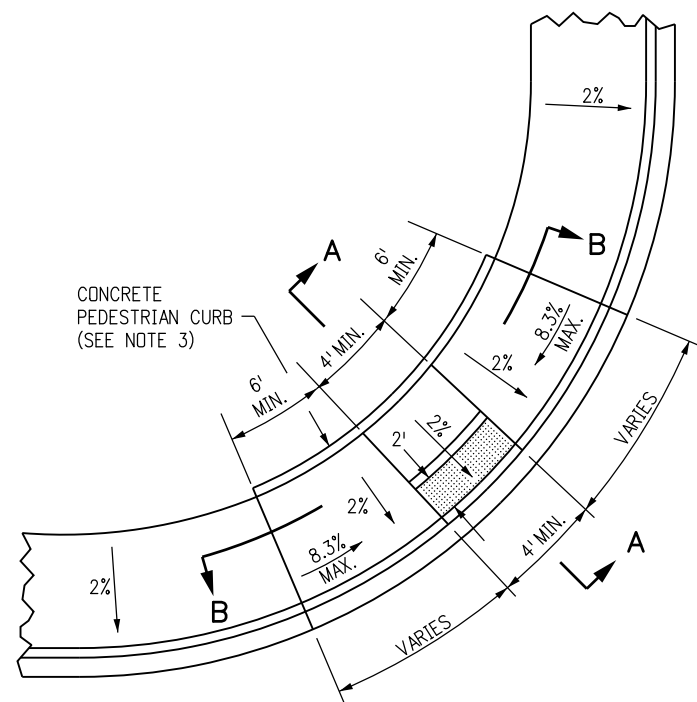 2%
B
A
6'
MIN.
CONCRETE
PEDESTRIAN CURB
(SEE NOTE 3)
4' MIN.
8.3%
MAX.
6'
MIN.
2%
VARIES
2%
2'
2%
4' MIN.
A
8.3%
MAX.
2%
B
VARIES